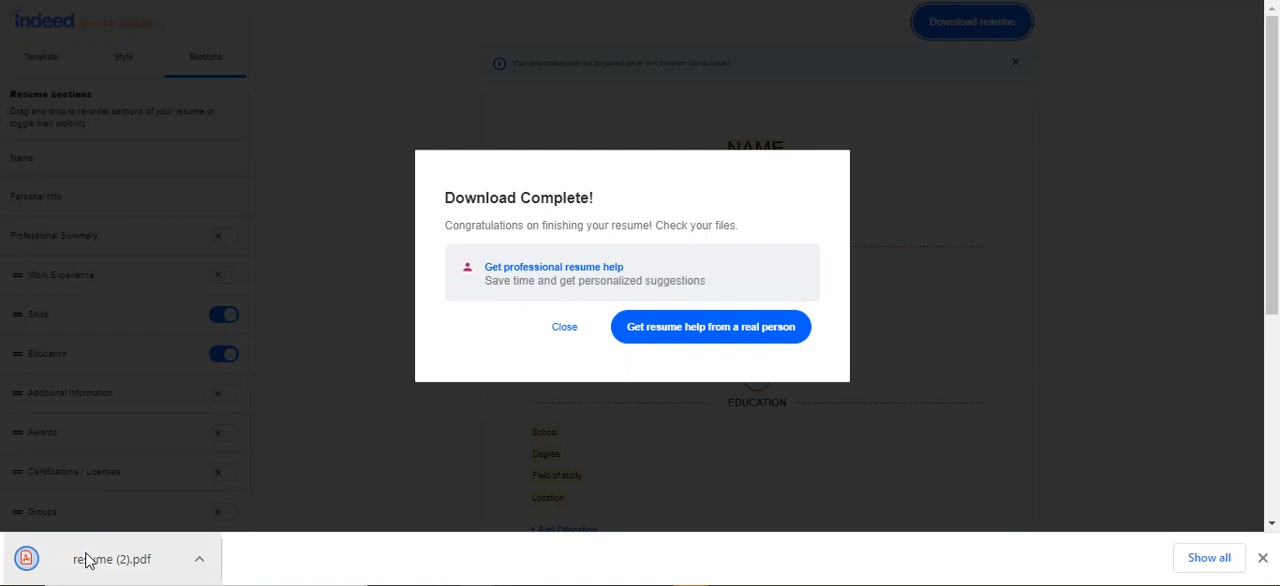 indeed resume builder
Download resume
Template Style Sections
Your information will not be saved when this browser tab is closed.
Resume sections
Drag and drop to re-order sections of your resume or
toggle their visibility.
Name
NAME
Personal Info
Professional Summary
Work Experience
Skills
Education
Additional Information
Awards
Certifications / Licenses
Groups
Download Complete!
Congratulations on finishing your resume! Check your files.
Get professional resume help
Save time and get personalized suggestions
Close
Get resume help from a real person
EDUCATION
School
Degree
Field of study
Location
+ Add Education
resume (2).pdf
Show all